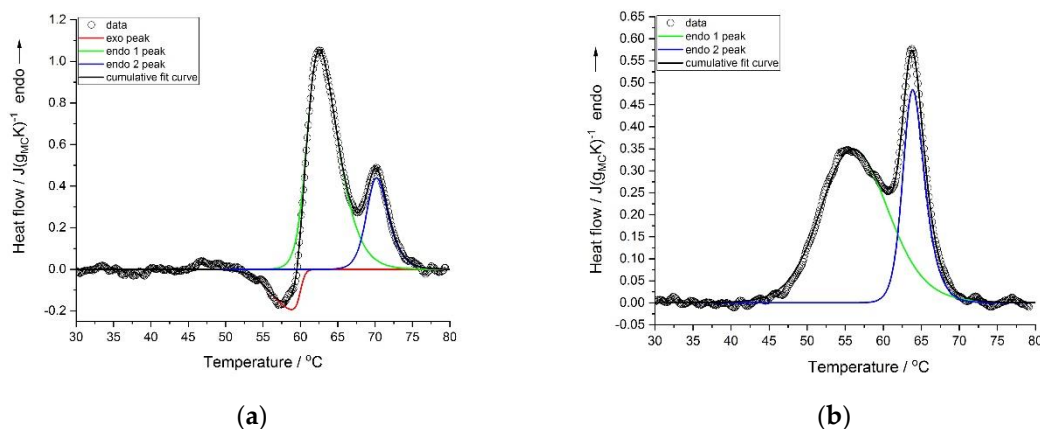 data
exo peak
endo 1 peak
endo 2 peak
cumulative fit curve
Heat flow / J(g_MC K)^-1 endo
1.2
1.0
0.8
0.6
0.4
0.2
0.0
-0.2
30 35 40 45 50 55 60 65 70 75 80
Temperature / °C
(a)
data
endo 1 peak
endo 2 peak
cumulative fit curve
Heat flow / J(g_MC K)^-1 endo
0.65
0.60
0.55
0.50
0.45
0.40
0.35
0.30
0.25
0.20
0.15
0.10
0.05
0.00
-0.05
30 35 40 45 50 55 60 65 70 75 80
Temperature / °C
(b)